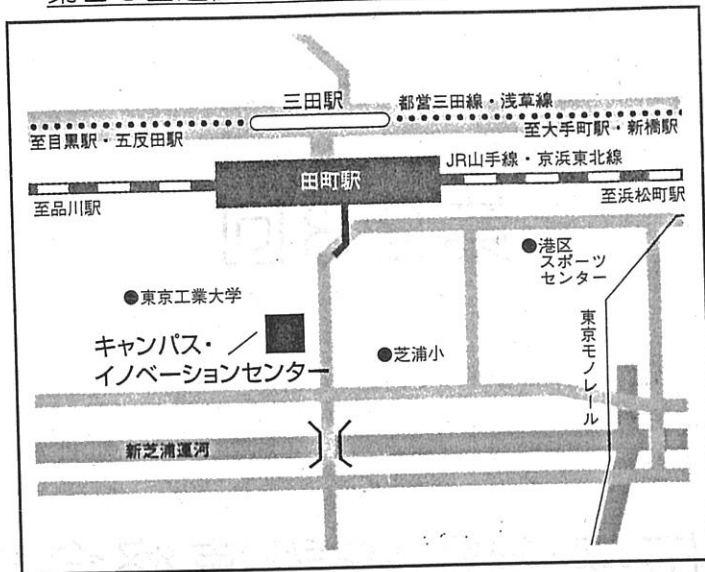 三田駅
都営三田線・浅草線
至目黒駅・五反田駅
至大手町駅・新橋駅
田町駅
JR山手線・京浜東北線
至品川駅
至浜松町駅
●港区
スポーツ
センター
●東京工業大学
キャンパス・
イノベーションセンター
●芝浦小
東京モノレール
新芝浦運河